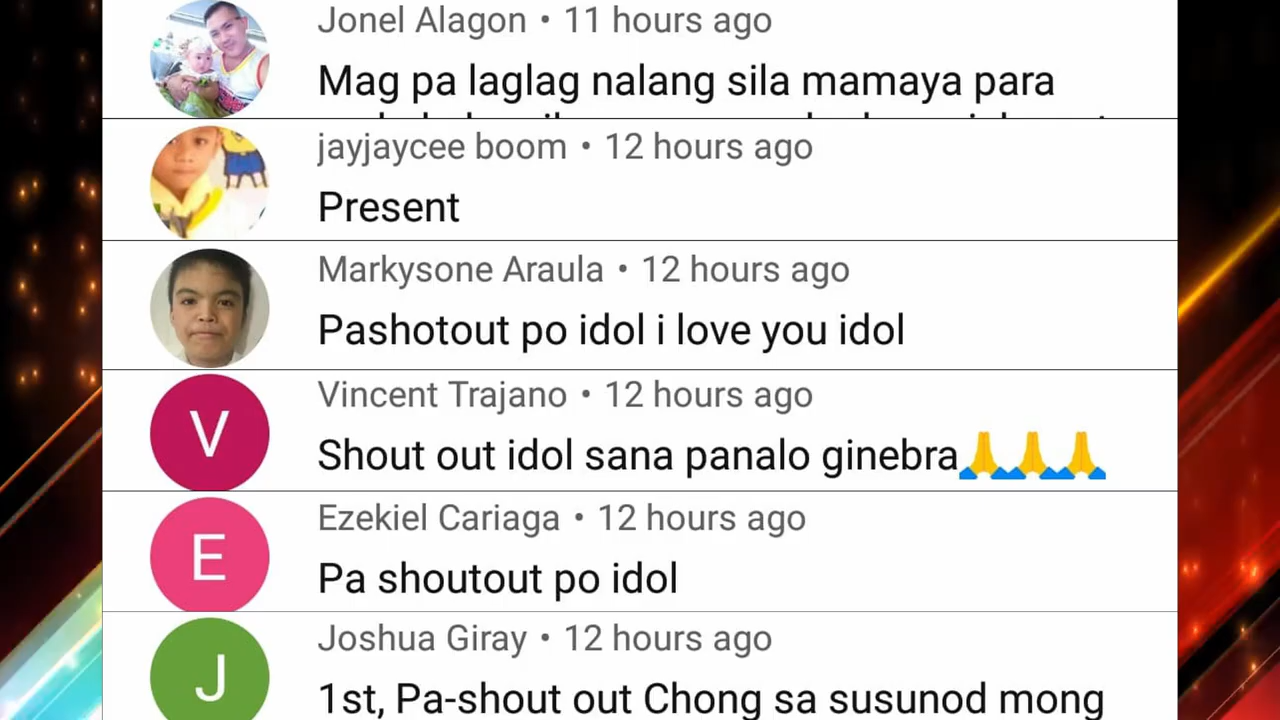 Jonel Alagon • 11 hours ago
Mag pa laglag nalang sila mamaya para
jayjaycee boom • 12 hours ago
Present
Markysone Araula • 12 hours ago
Pashotout po idol i love you idol
V
Vincent Trajano • 12 hours ago
Shout out idol sana panalo ginebra🙏🙏🙏
E
Ezekiel Cariaga • 12 hours ago
Pa shoutout po idol
J
Joshua Giray • 12 hours ago
1st, Pa-shout out Chong sa susunod mong